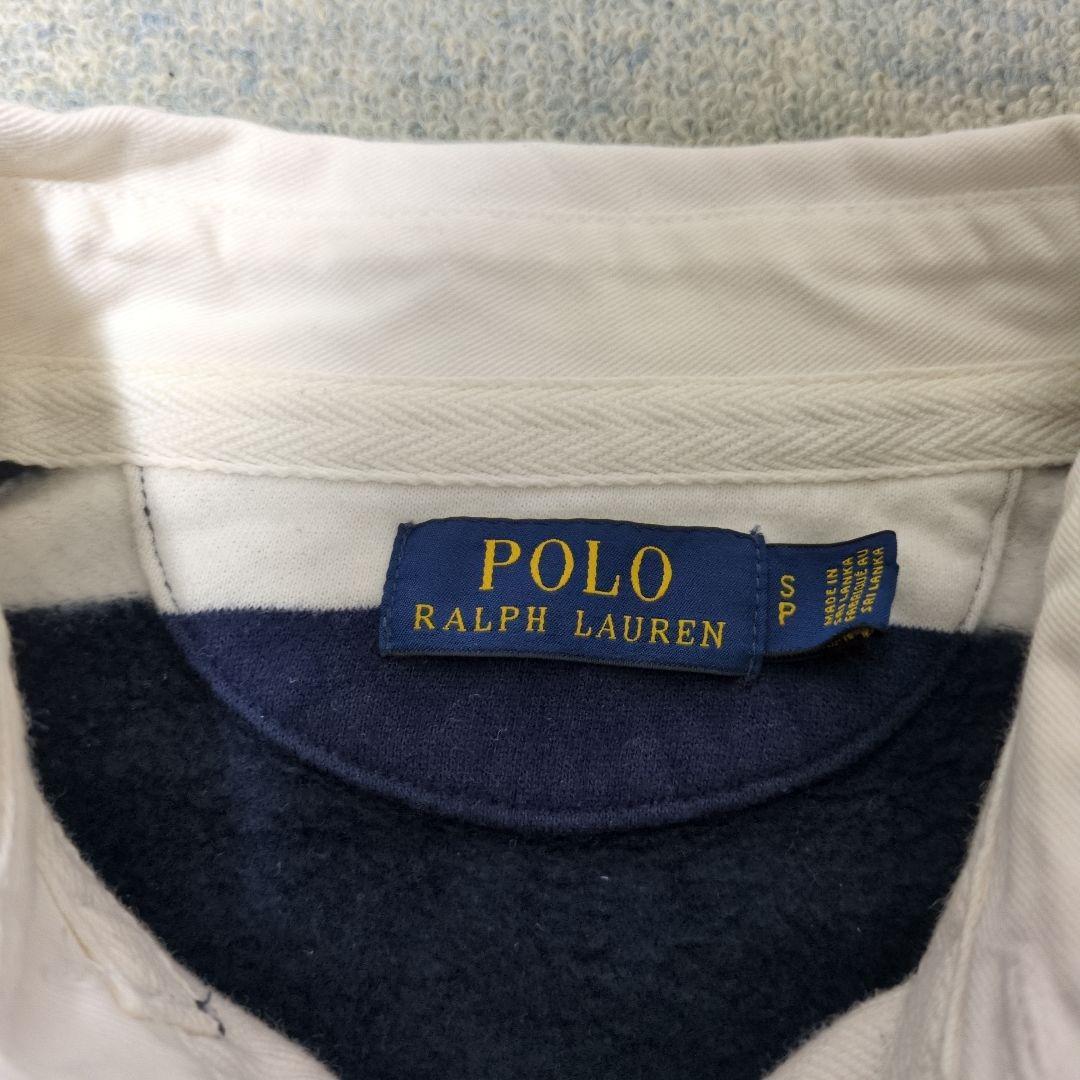 POLO
RALPH LAUREN
S
P
MADE IN
SRI LANKA
FABRIQUÉ AU
SRI LANKA